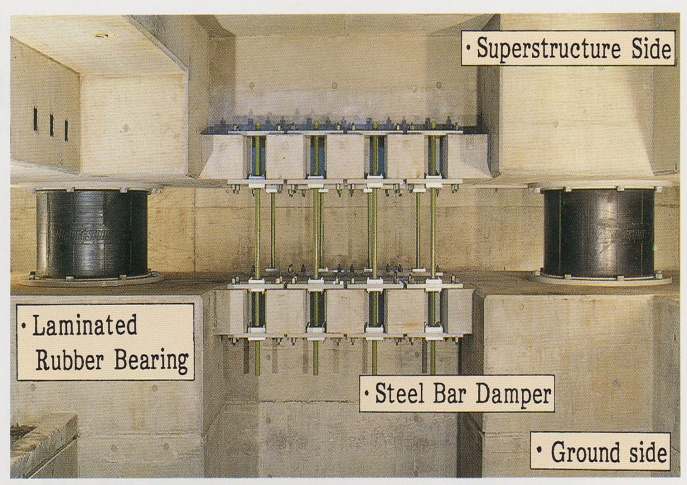 · Superstructure Side
· Laminated
Rubber Bearing
· Steel Bar Damper
· Ground side